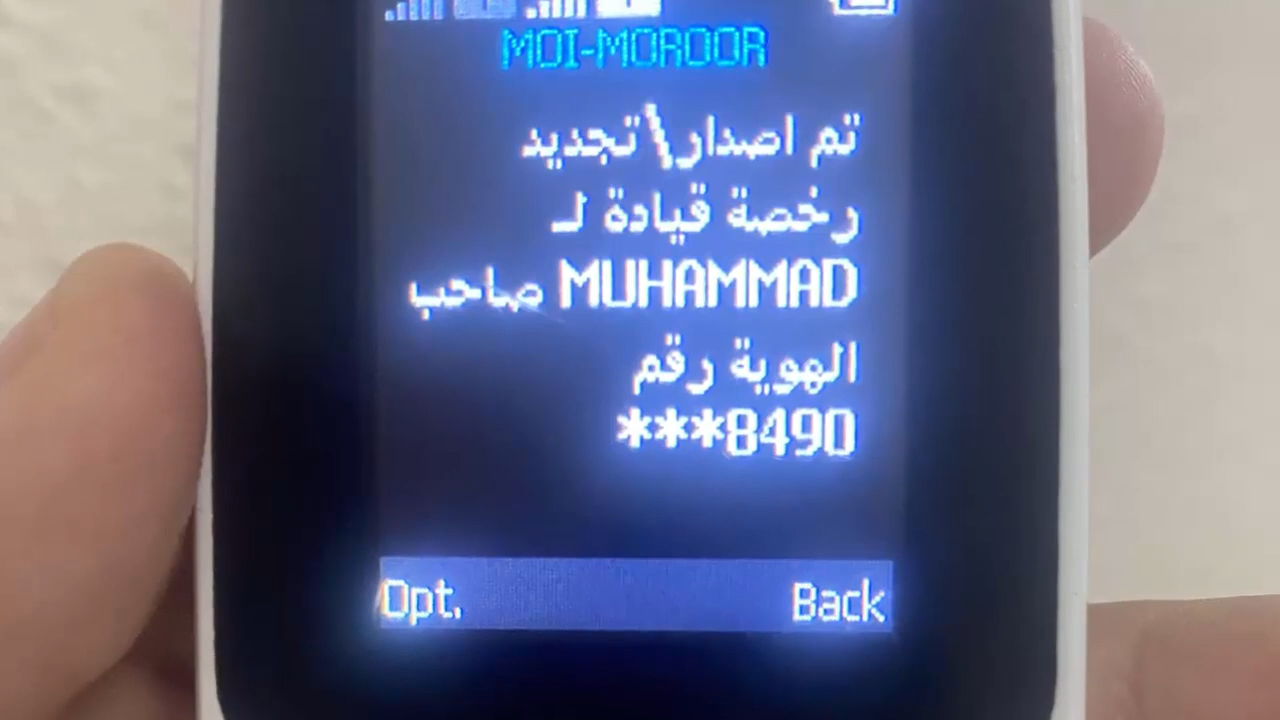 MOI-MOROOR
تم اصدار\تجديد
رخصة قيادة لـ
MUHAMMAD صاحب
الهوية رقم
***8490
Opt.
Back